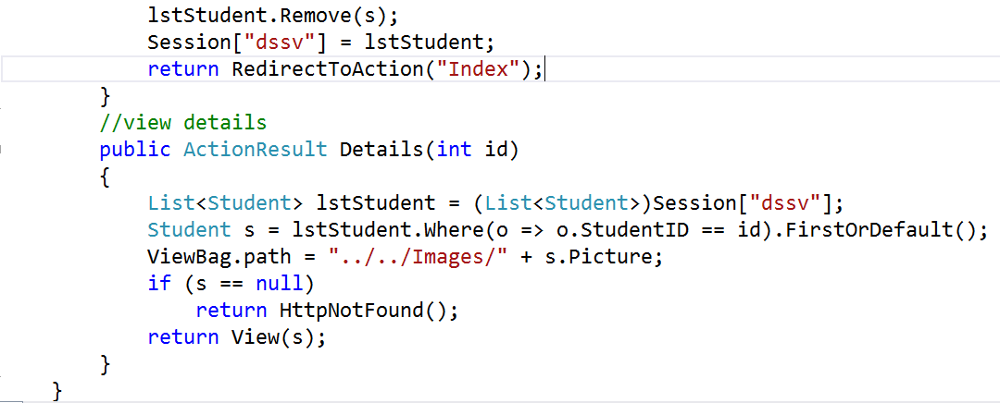 lstStudent.Remove(s);
Session["dssv"] = lstStudent;
return RedirectToAction("Index");
}
//view details
public ActionResult Details(int id)
{
List<Student> lstStudent = (List<Student>)Session["dssv"];
Student s = lstStudent.Where(o => o.StudentID == id).FirstOrDefault();
ViewBag.path = "../../Images/" + s.Picture;
if (s == null)
return HttpNotFound();
return View(s);
}
}